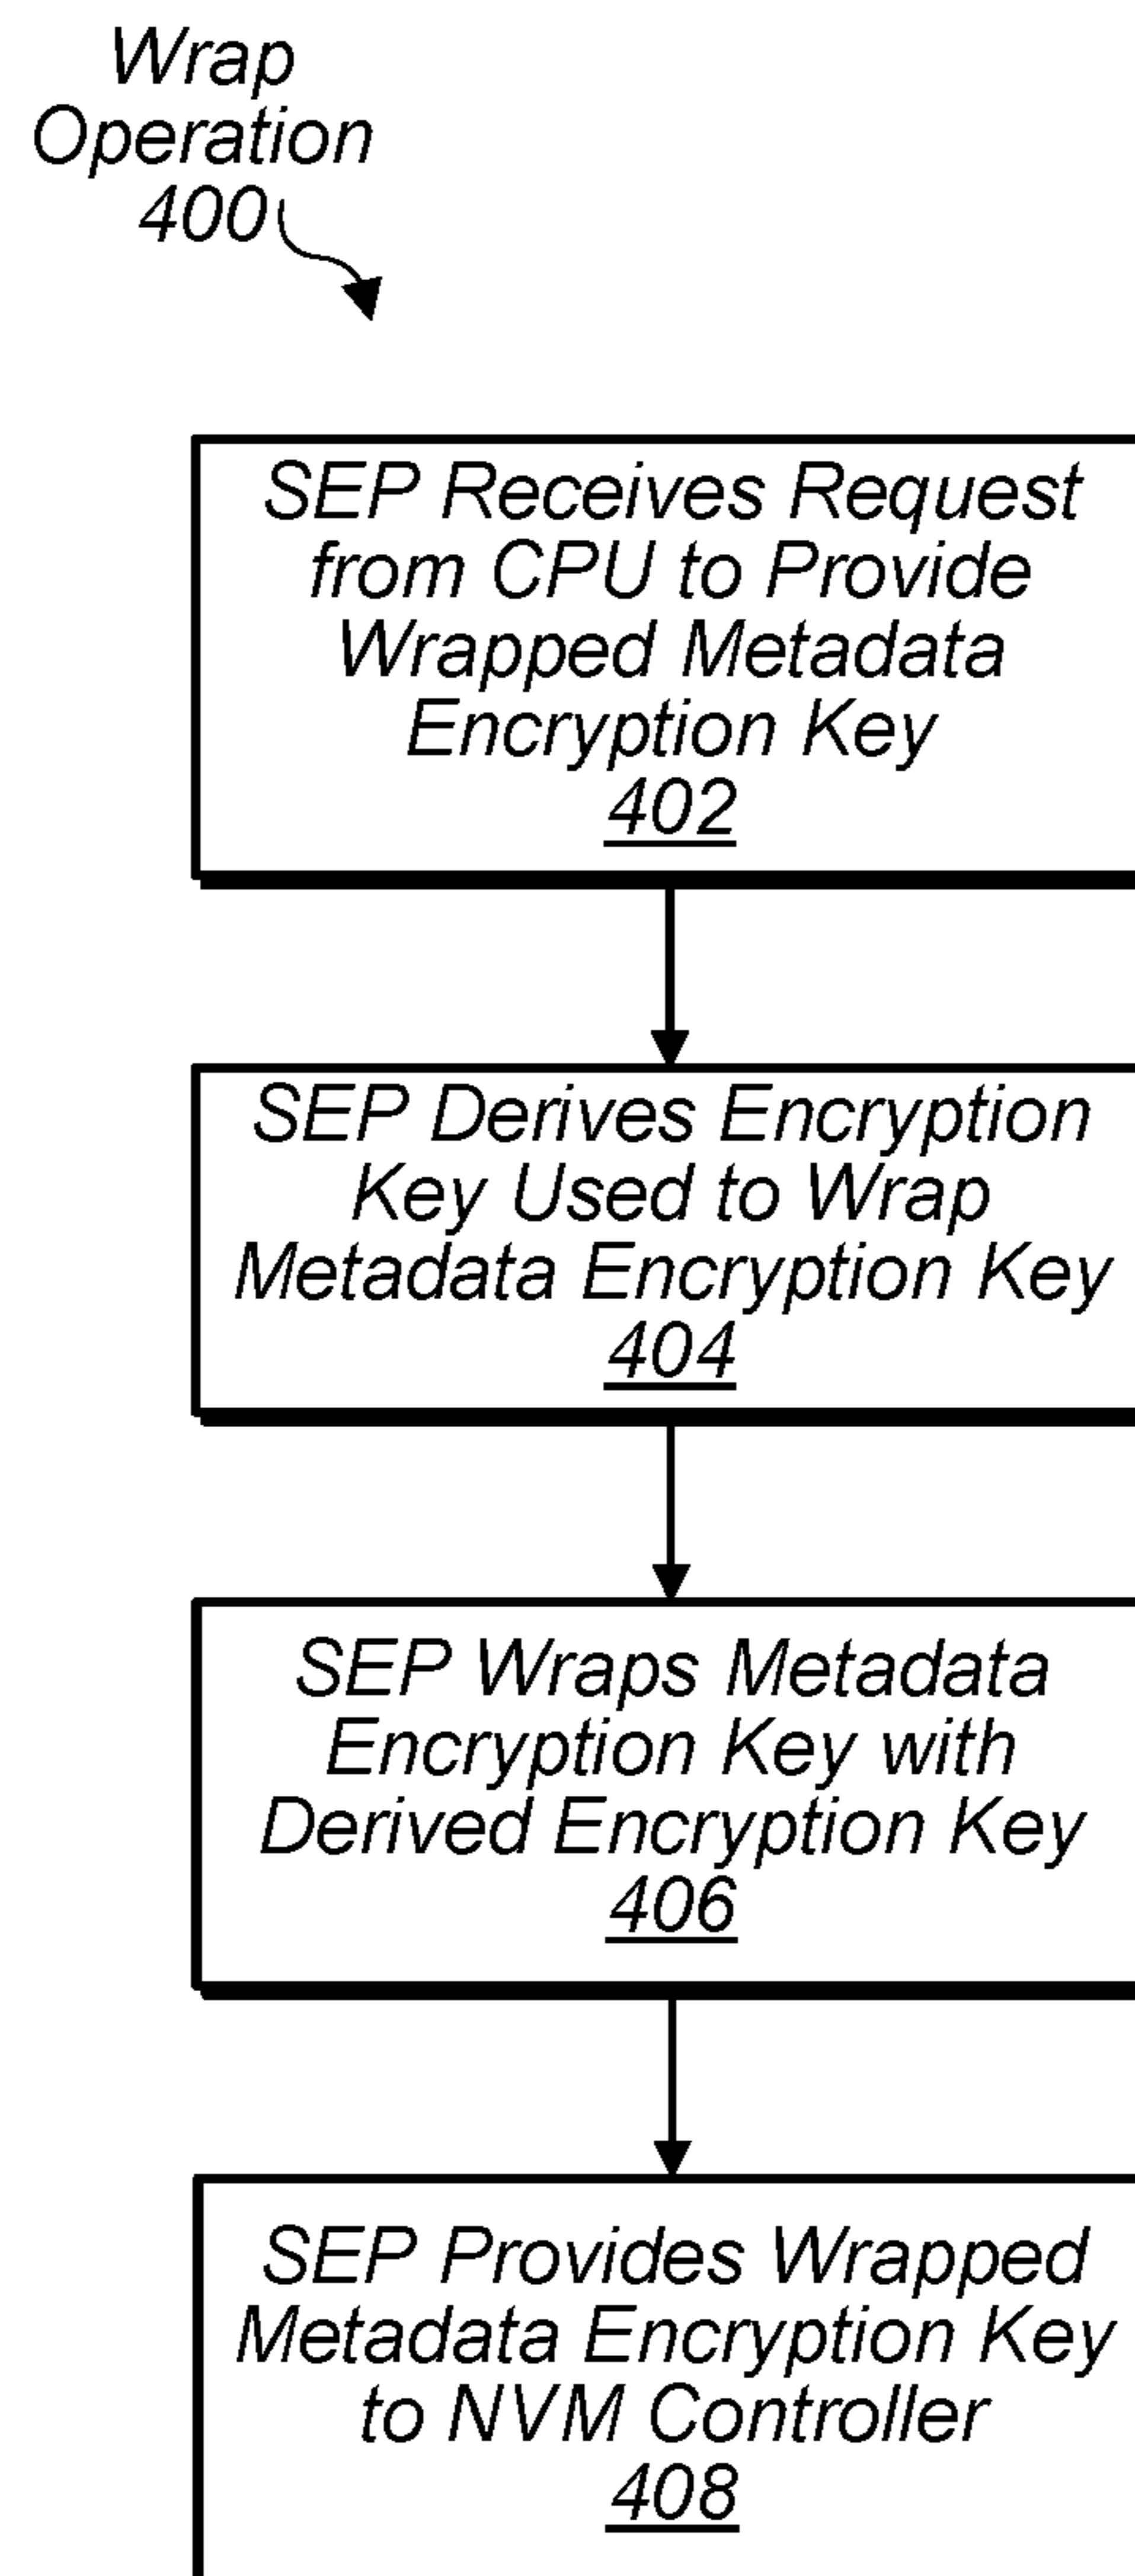 Wrap
Operation
400
SEP Receives Request
from CPU to Provide
Wrapped Metadata
Encryption Key
402
SEP Derives Encryption
Key Used to Wrap
Metadata Encryption Key
404
SEP Wraps Metadata
Encryption Key with
Derived Encryption Key
406
SEP Provides Wrapped
Metadata Encryption Key
to NVM Controller
408